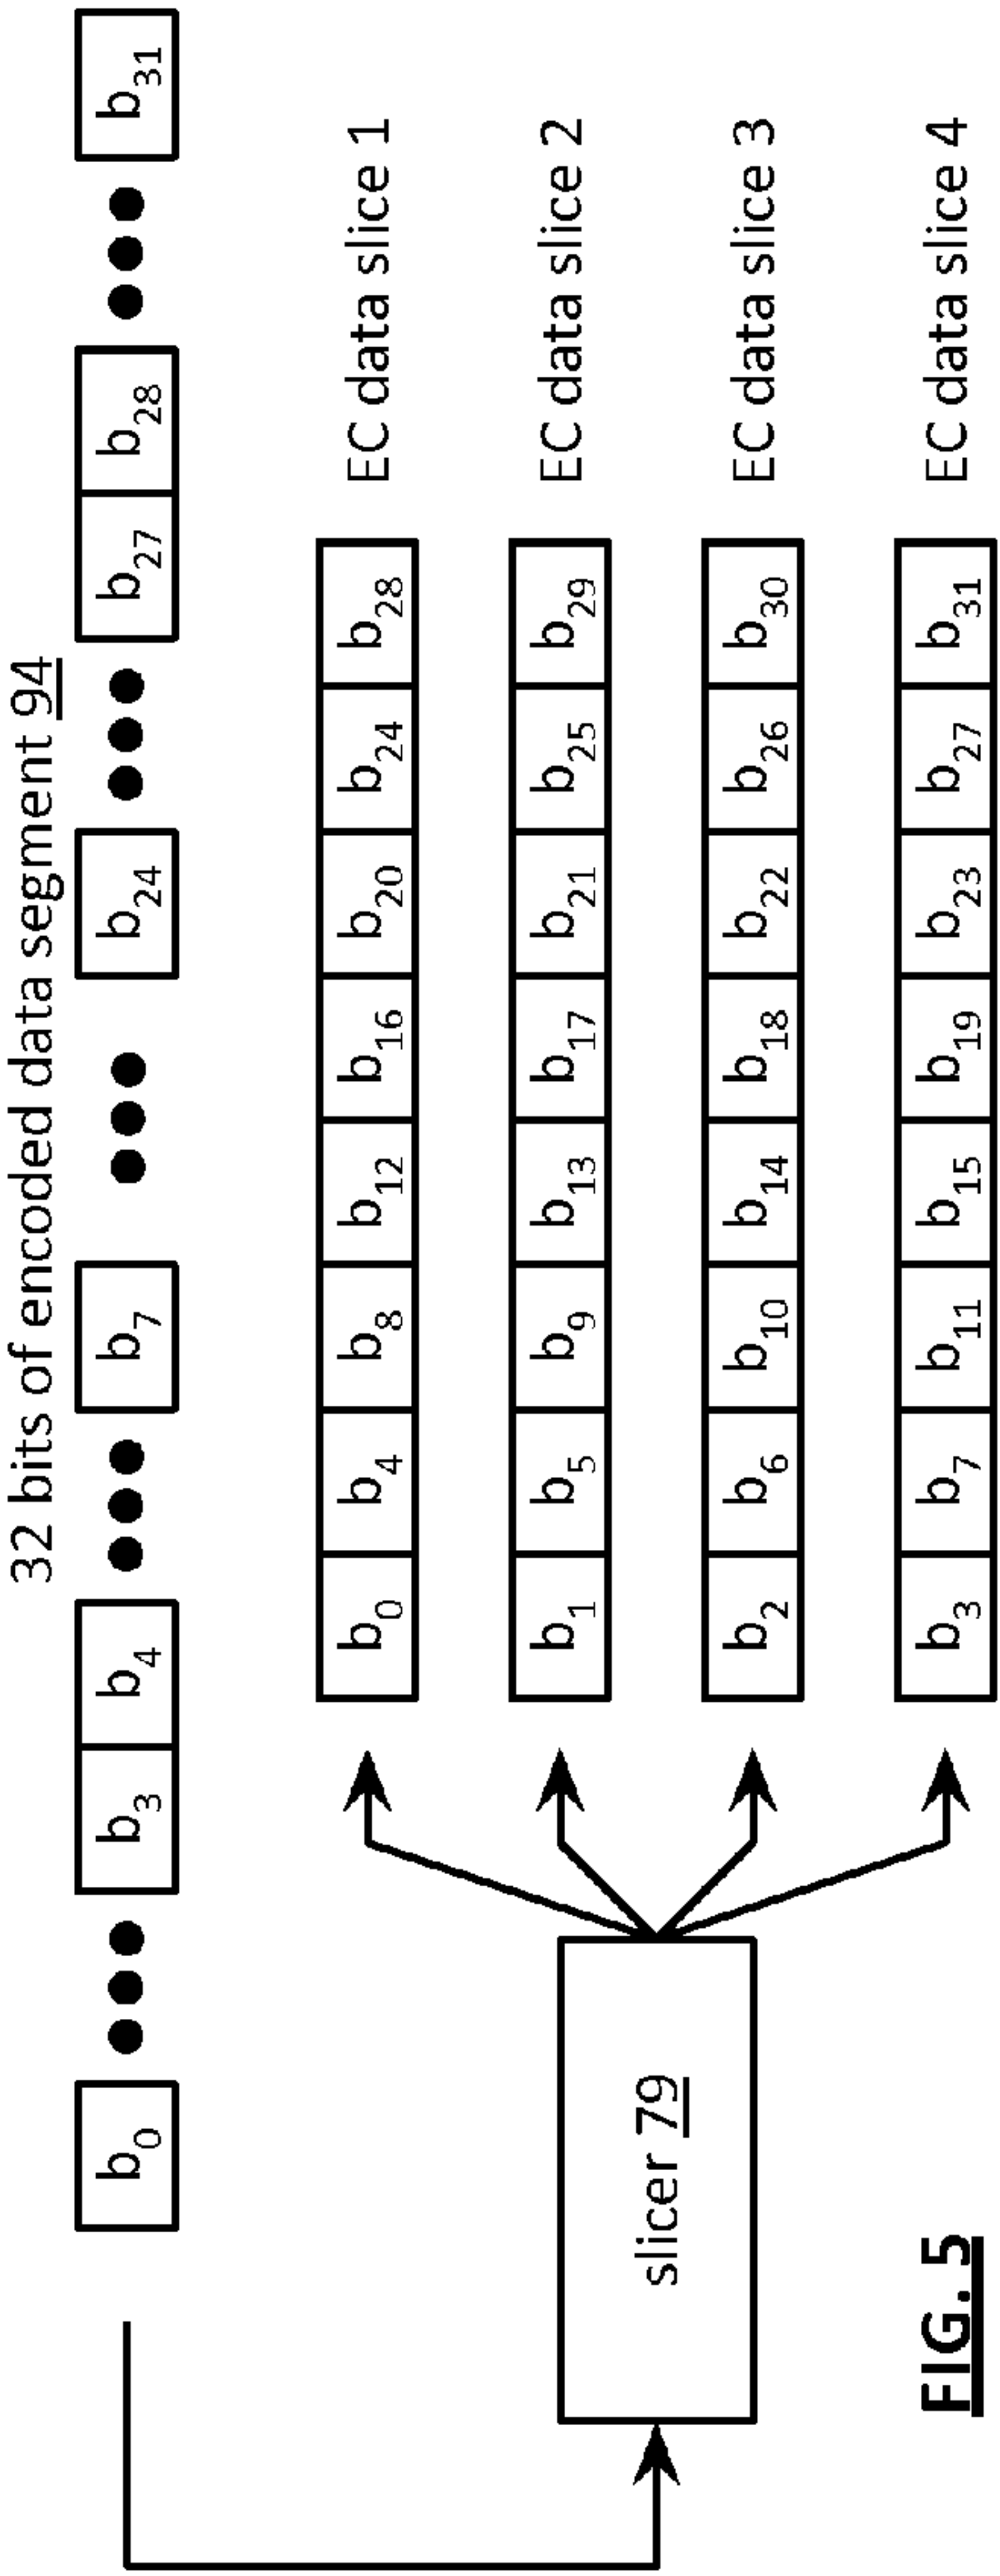 32 bits of encoded data segment 94
b0 ●●● b3 b4 ●●● b7 ●●● b24 ●●● b27 b28 ●●● b31
b0 b4 b8 b12 b16 b20 b24 b28 EC data slice 1
b1 b5 b9 b13 b17 b21 b25 b29 EC data slice 2
slicer 79
b2 b6 b10 b14 b18 b22 b26 b30 EC data slice 3
b3 b7 b11 b15 b19 b23 b27 b31 EC data slice 4
FIG. 5